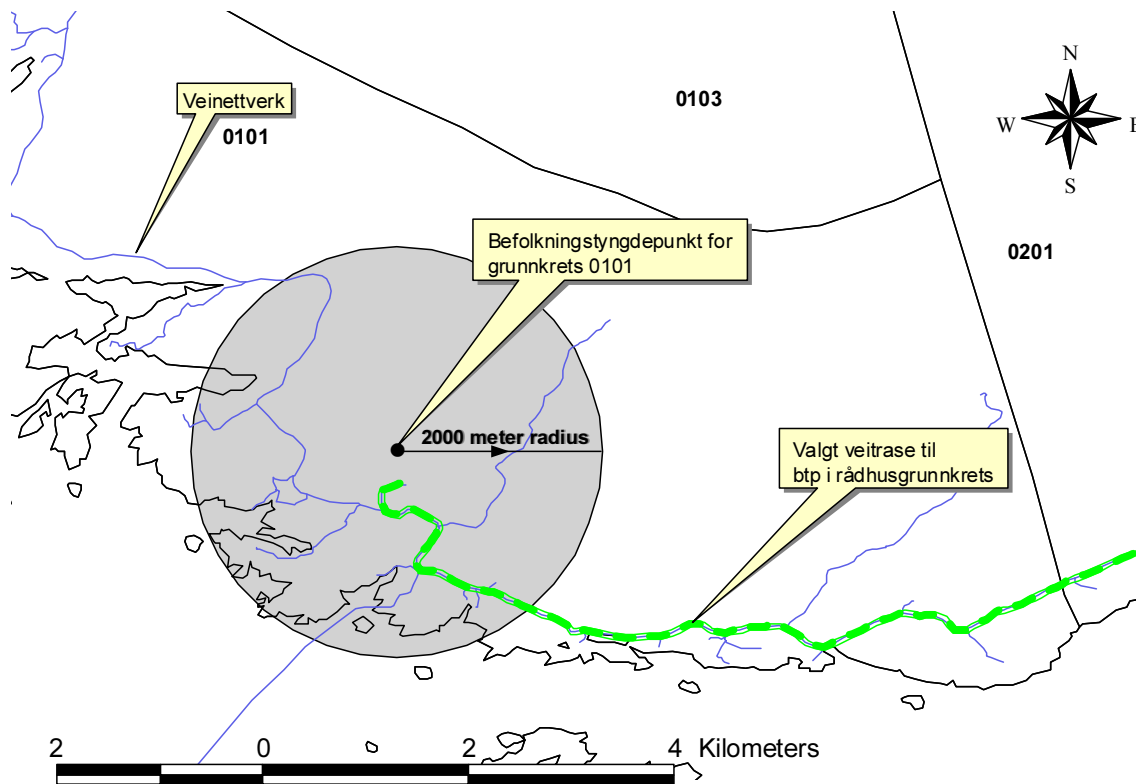 N
W
E
S
0103
Veinettverk
0101
0201
Befolkningstyngdepunkt for
grunnkrets 0101
2000 meter radius
Valgt veitrase til
btp i rådhusgrunnkrets
2 0 2 4 Kilometers